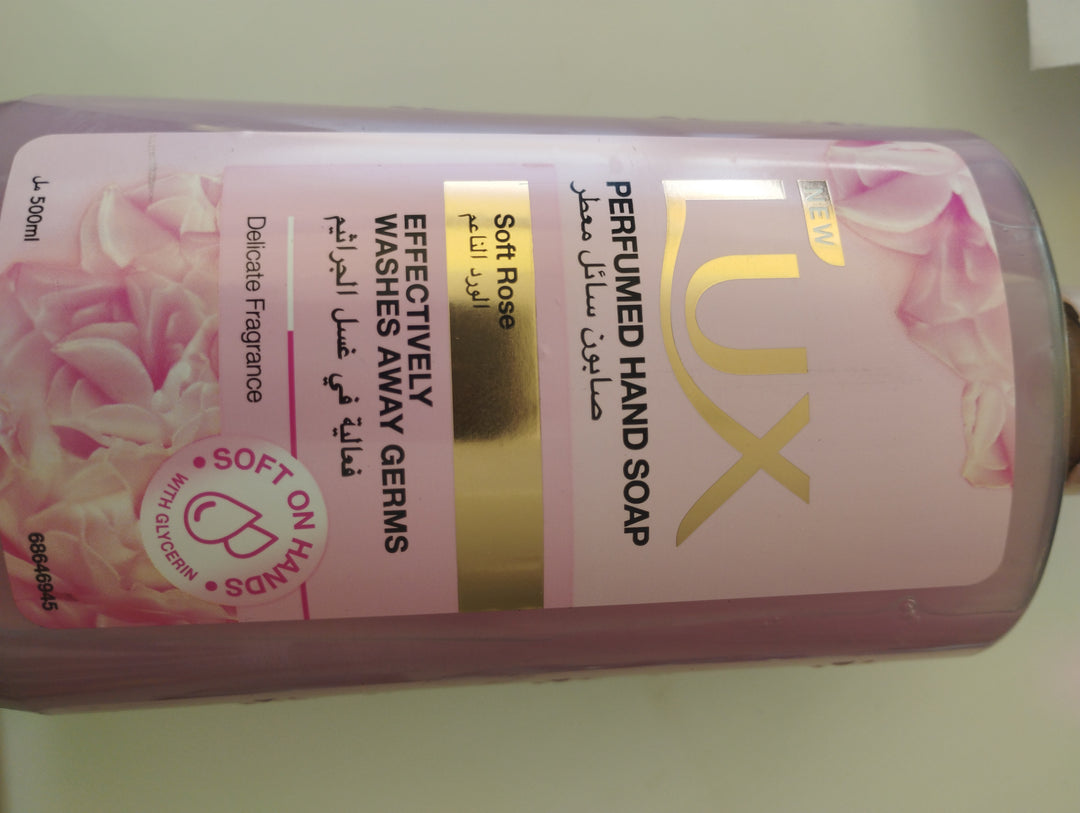 NEW
LUX
PERFUMED HAND SOAP
صابون سائل معطر
Soft Rose
الورد الناعم
EFFECTIVELY
WASHES AWAY GERMS
فعالية في غسل الجراثيم
Delicate Fragrance
SOFT ON HANDS
WITH GLYCERIN
500ml مل
68646945